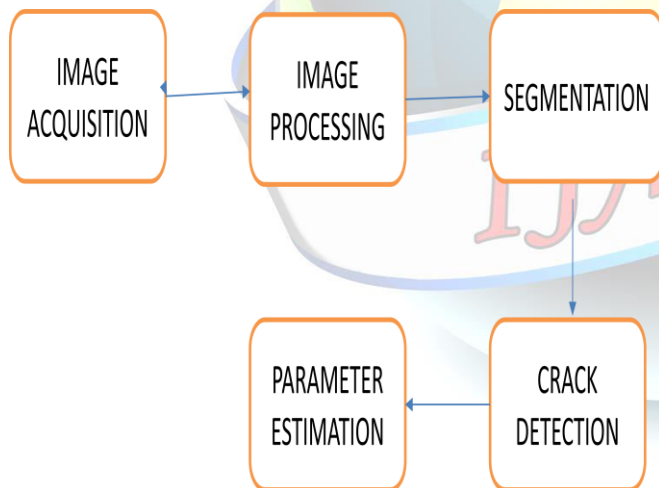 IMAGE
ACQUISITION
IMAGE
PROCESSING
SEGMENTATION
CRACK
DETECTION
PARAMETER
ESTIMATION